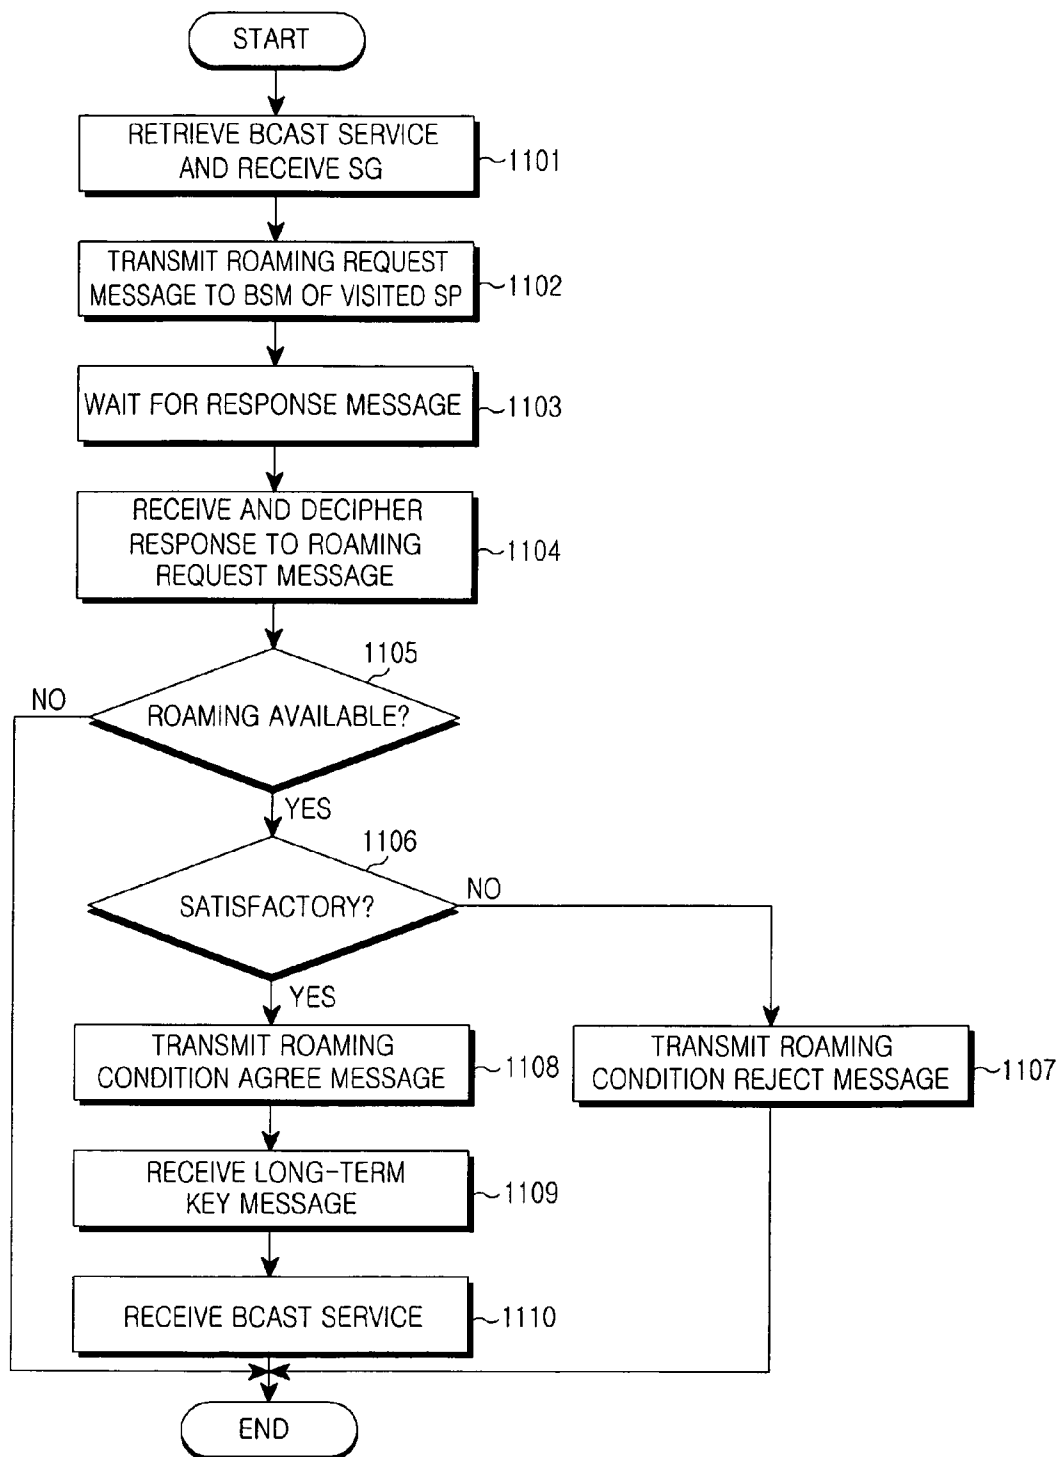 START
RETRIEVE BCAST SERVICE
AND RECEIVE SG
1101
TRANSMIT ROAMING REQUEST
MESSAGE TO BSM OF VISITED SP
1102
WAIT FOR RESPONSE MESSAGE
1103
RECEIVE AND DECIPHER
RESPONSE TO ROAMING
REQUEST MESSAGE
1104
1105
NO
ROAMING AVAILABLE?
YES
1106
SATISFACTORY?
NO
YES
TRANSMIT ROAMING
CONDITION AGREE MESSAGE
1108
TRANSMIT ROAMING
CONDITION REJECT MESSAGE
1107
RECEIVE LONG-TERM
KEY MESSAGE
1109
RECEIVE BCAST SERVICE
1110
END